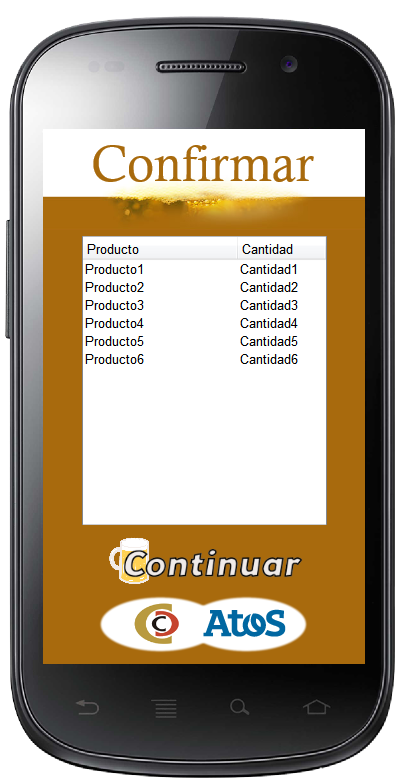 Confirmar
Producto Cantidad
Producto1 Cantidad1
Producto2 Cantidad2
Producto3 Cantidad3
Producto4 Cantidad4
Producto5 Cantidad5
Producto6 Cantidad6
Continuar
Atos